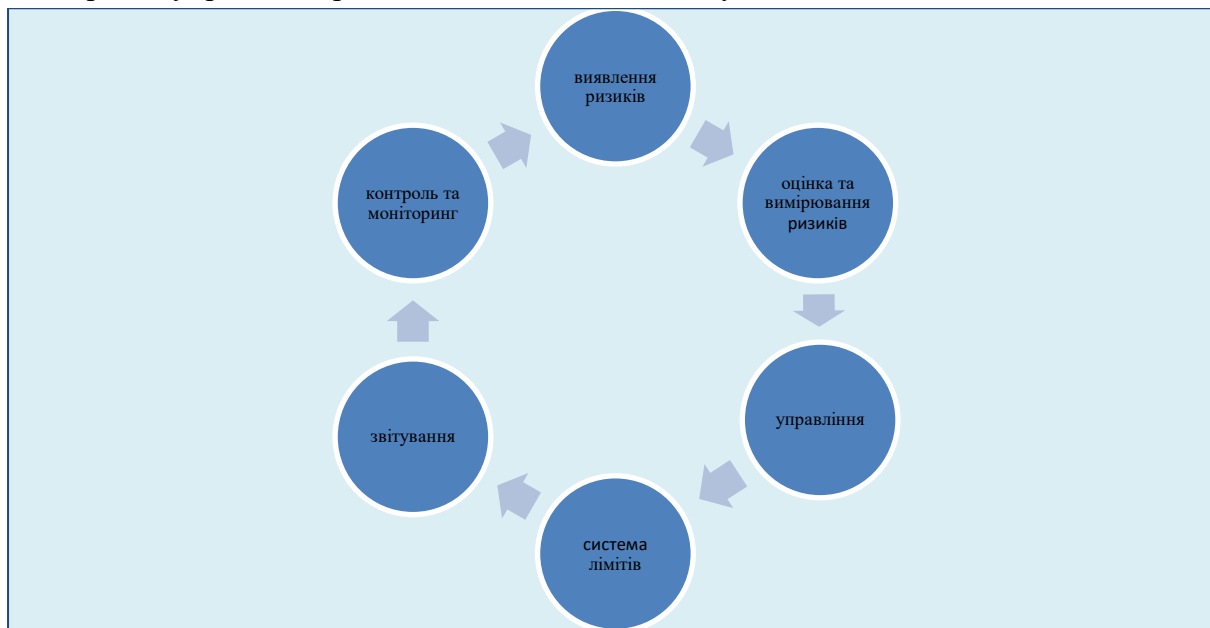 виявлення
ризиків
оцінка та
вимірювання
ризиків
управління
система
лімітів
звітування
контроль та
моніторинг